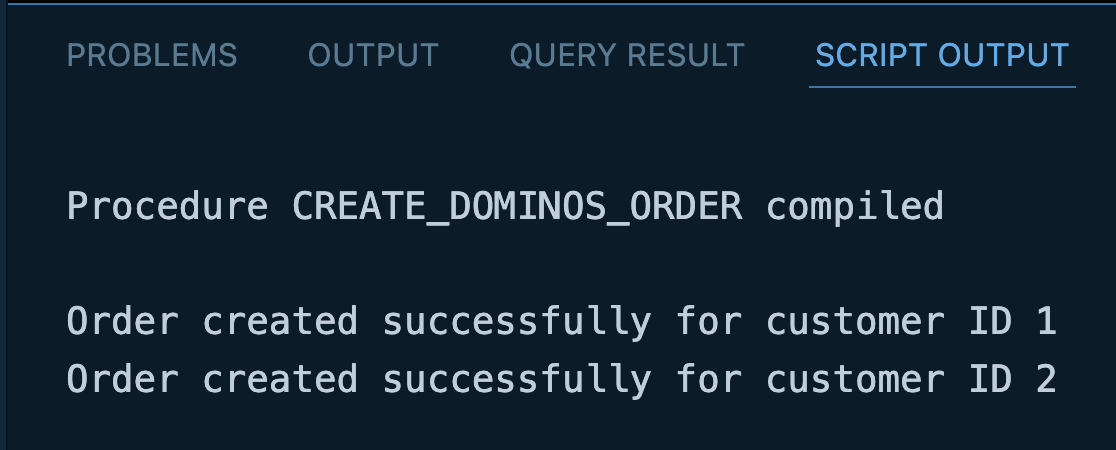 PROBLEMS OUTPUT QUERY RESULT SCRIPT OUTPUT
Procedure CREATE_DOMINOS_ORDER compiled
Order created successfully for customer ID 1
Order created successfully for customer ID 2